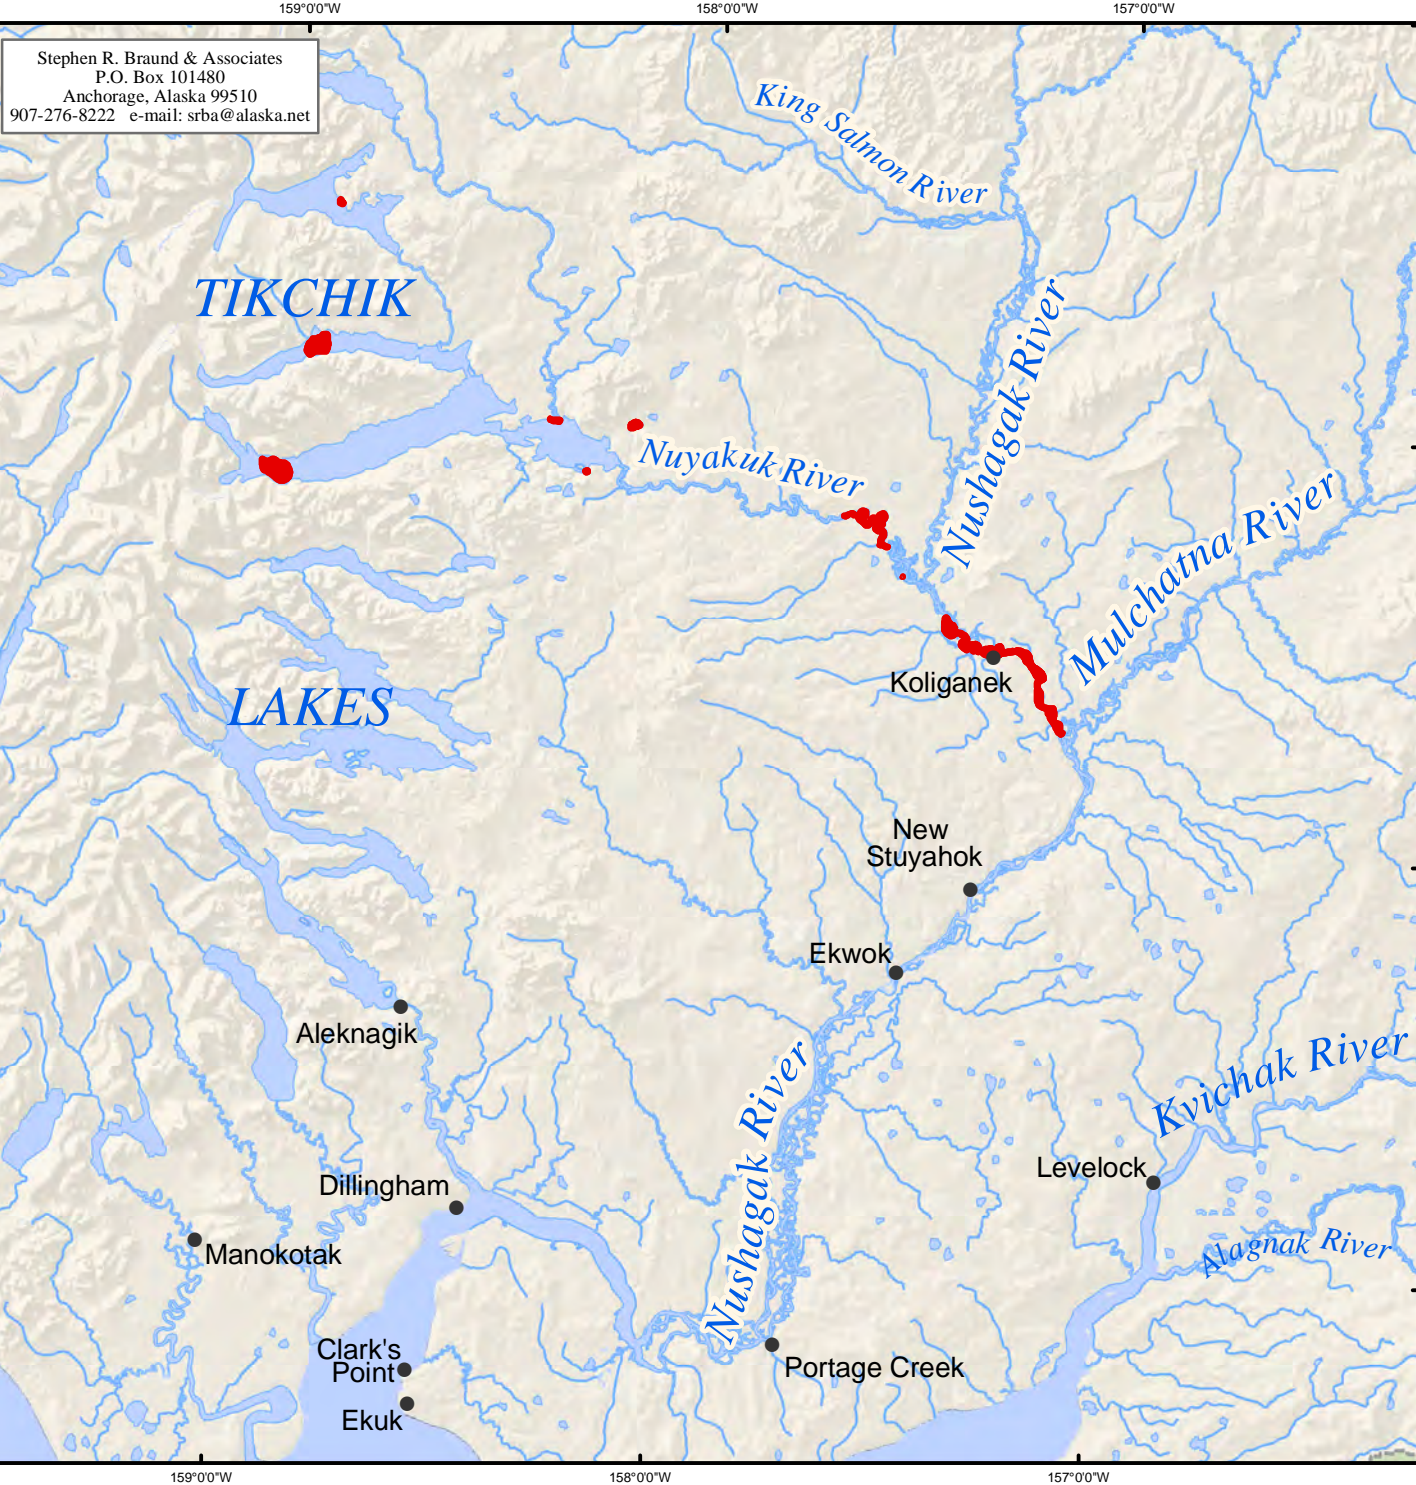 159°0'0"W
158°0'0"W
157°0'0"W
Stephen R. Braund & Associates
P.O. Box 101480
Anchorage, Alaska 99510
907-276-8222 e-mail: srba@alaska.net
King Salmon River
TIKCHIK
Nushagak River
Nuyakuk River
Mulchatna River
Koliganek
LAKES
New
Stuyahok
Ekwok
Aleknagik
Kvichak River
Nushagak River
Levelock
Dillingham
Manokotak
Alagnak River
Clark's
Point
Portage Creek
Ekuk
159°0'0"W
158°0'0"W
157°0'0"W